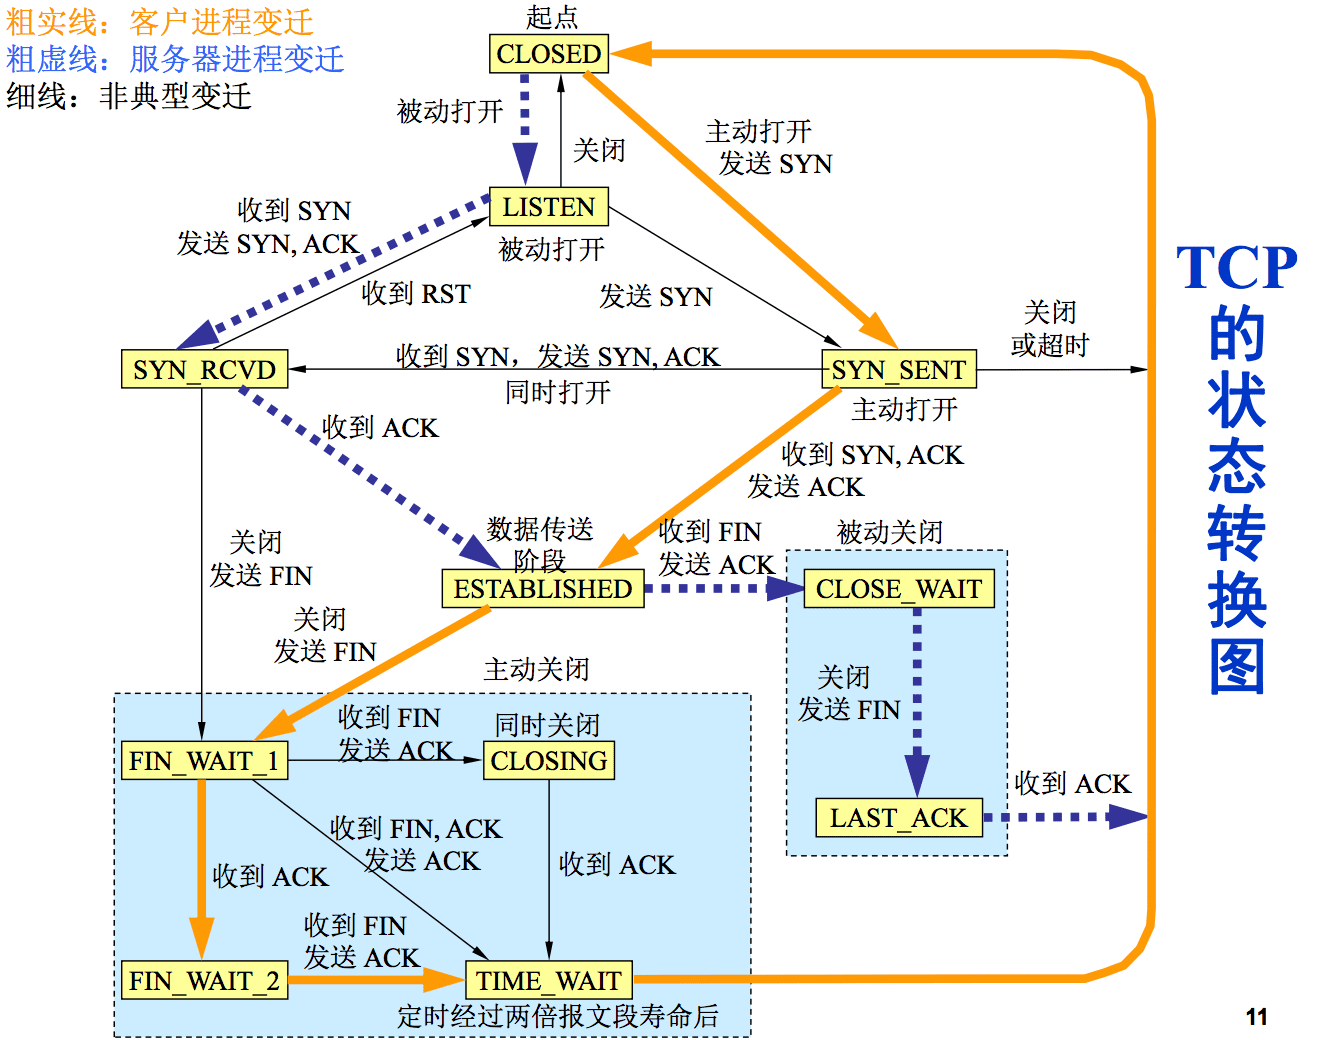 粗实线：客户进程变迁
粗虚线：服务器进程变迁
细线：非典型变迁
起点
CLOSED
被动打开
关闭
主动打开
发送 SYN
LISTEN
被动打开
收到 SYN
发送 SYN, ACK
收到 RST
发送 SYN
关闭
或超时
SYN_RCVD
收到 SYN，发送 SYN, ACK
同时打开
SYN_SENT
主动打开
收到 ACK
收到 SYN, ACK
发送 ACK
关闭
发送 FIN
数据传送
阶段
ESTABLISHED
收到 FIN
发送 ACK
被动关闭
CLOSE_WAIT
关闭
发送 FIN
关闭
发送 FIN
主动关闭
LAST_ACK
收到 ACK
FIN_WAIT_1
收到 FIN
发送 ACK
同时关闭
CLOSING
收到 FIN, ACK
发送 ACK
收到 ACK
收到 ACK
FIN_WAIT_2
收到 FIN
发送 ACK
TIME_WAIT
定时经过两倍报文段寿命后
TCP
的
状
态
转
换
图
11